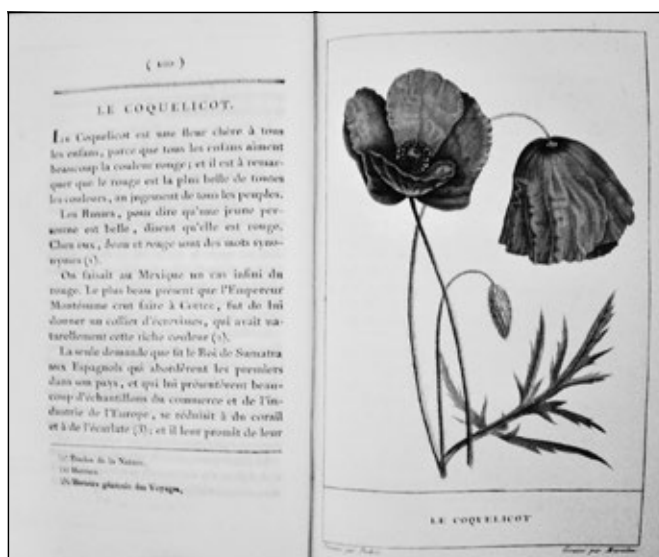 LE COQUELICOT.
Le Coquelicot est une fleur chère à tous
les enfans, parce que tous les enfans aiment
beaucoup la couleur rouge; et il est à remar-
quer que le rouge est la plus belle de toutes
les couleurs, au jugement de tous les peuples.
Les Russes, pour dire qu'une jeune per-
sonne est belle, disent qu'elle est rouge.
Chez eux, beau et rouge sont des mots syno-
nymes (1).
On faisait au Mexique un cas infini du
rouge. Le plus beau présent que l'Empereur
Montézume crut faire à Cortez, fut de lui
donner un collier d'écrevisses, qui avait na-
turellement cette riche couleur (2).
La seule demande que fit le Roi de Sumatra
aux Espagnols qui abordèrent les premiers
dans son pays, et qui lui présentèrent beau-
coup d'échantillons du commerce et de l'in-
dustrie de l'Europe, se réduisit à du corail
et à de l'écarlate (3); et il leur promit de leur
Études de la Nature.
Histoire générale des Voyages.
LE COQUELICOT